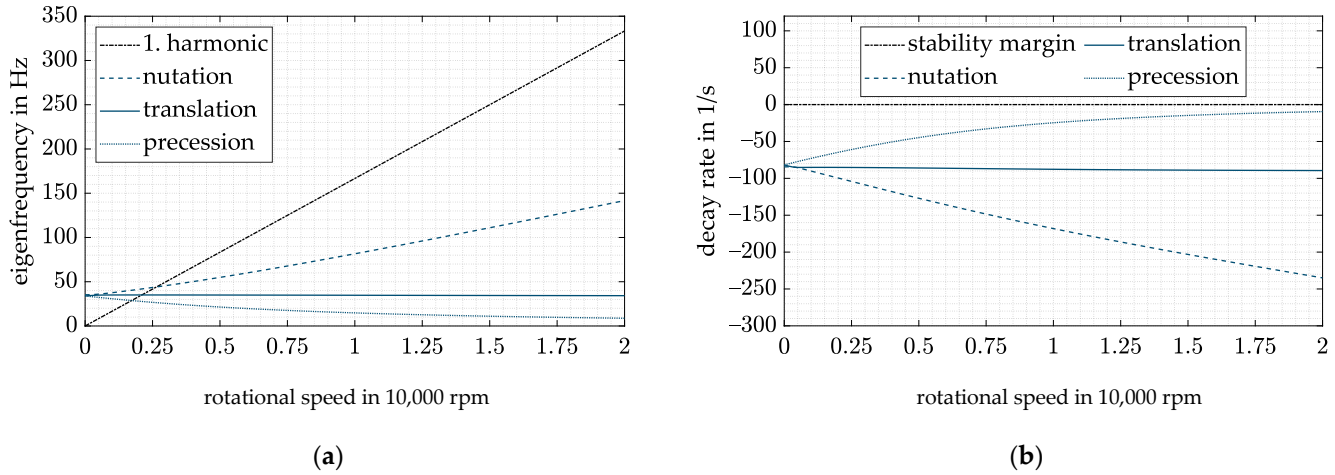 350
300
250
200
150
100
50
0
eigenfrequency in Hz
1. harmonic
nutation
translation
precession
0 0.25 0.5 0.75 1 1.25 1.5 1.75 2
rotational speed in 10,000 rpm
(a)
100
50
0
−50
−100
−150
−200
−250
−300
decay rate in 1/s
stability margin translation
nutation precession
0 0.25 0.5 0.75 1 1.25 1.5 1.75 2
rotational speed in 10,000 rpm
(b)